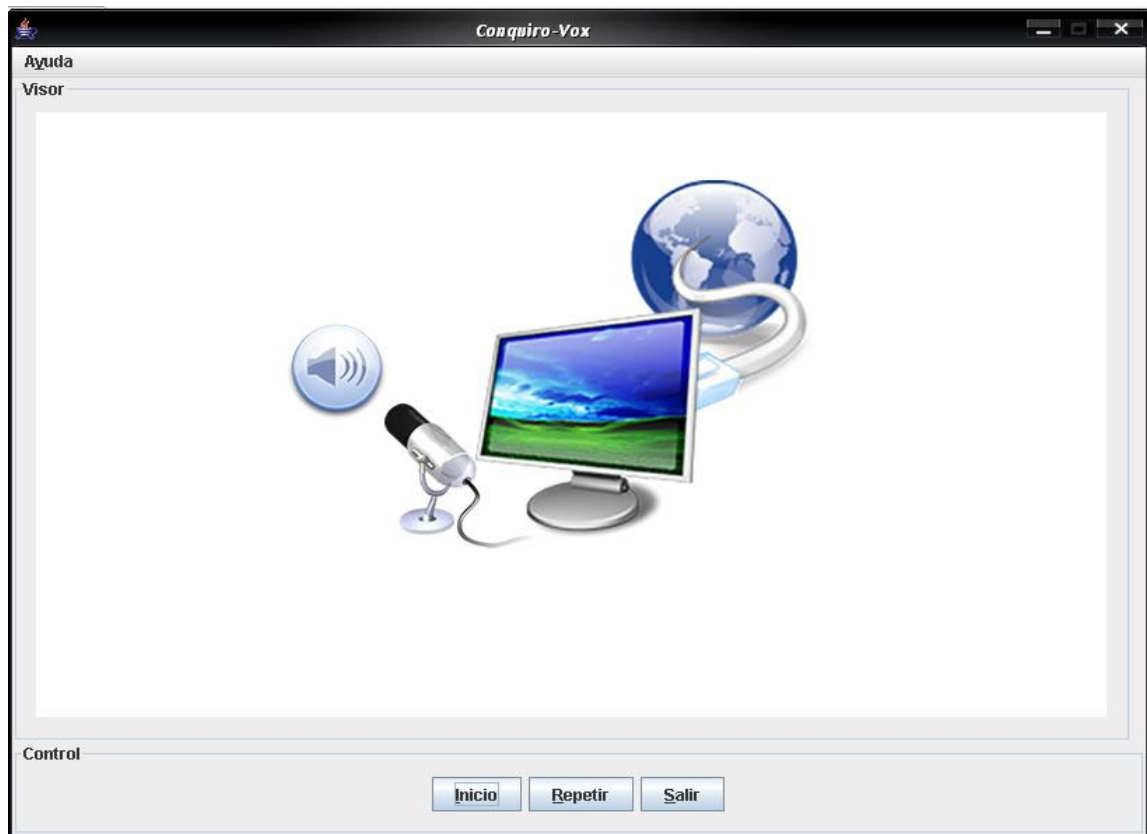 Conquiro-Vox
Ayuda
Visor
Control
Inicio Repetir Salir